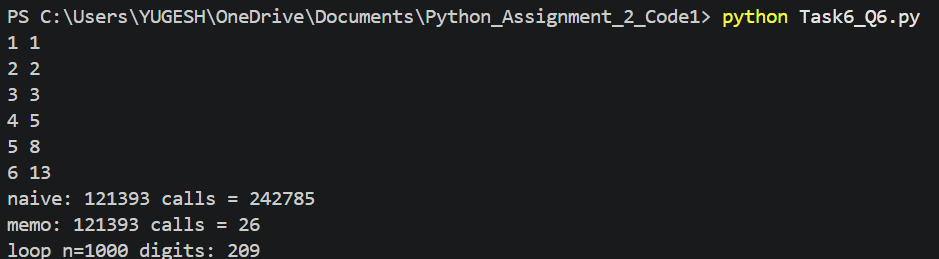 PS C:\Users\YUGESH\OneDrive\Documents\Python_Assignment_2_Code1> python Task6_Q6.py
1 1
2 2
3 3
4 5
5 8
6 13
naive: 121393 calls = 242785
memo: 121393 calls = 26
loop n=1000 digits: 209